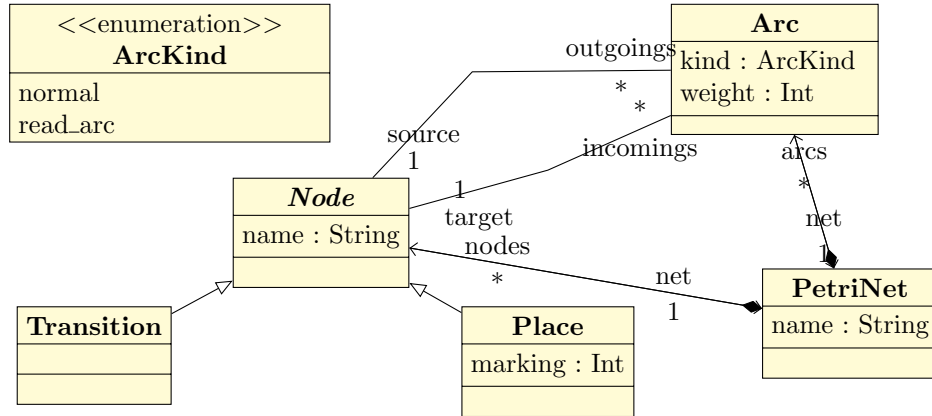 <<enumeration>>
ArcKind
normal
read_arc
Arc
kind : ArcKind
weight : Int
outgoings
*
*
incomings
source
1
1
target
arcs
*
net
1
Node
name : String
nodes
*
net
1
PetriNet
name : String
Transition
Place
marking : Int